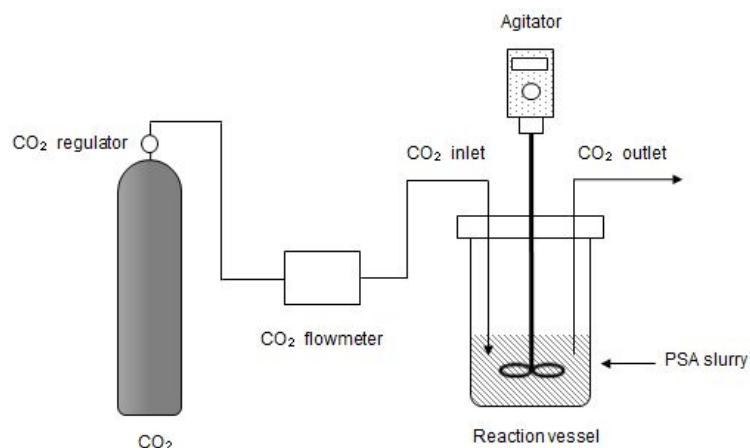 Agitator
CO₂ regulator
CO₂ inlet
CO₂ outlet
CO₂ flowmeter
PSA slurry
CO₂
Reaction vessel